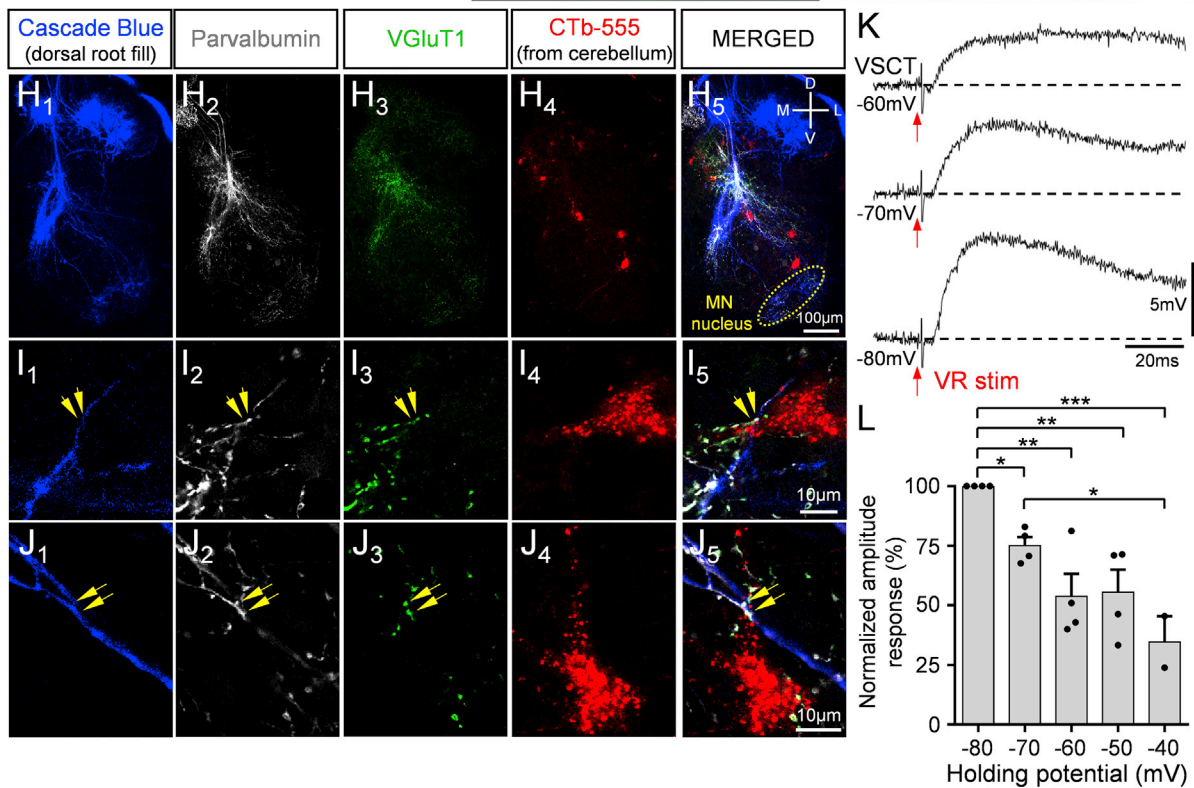 Cascade Blue
(dorsal root fill)
Parvalbumin
VGluT1
CTb-555
(from cerebellum)
MERGED
H1
H2
H3
H4
H5
D
M L
V
MN
nucleus
100µm
I1
I2
I3
I4
I5
10µm
J1
J2
J3
J4
J5
10µm
K
VSCT
-60mV
-70mV
5mV
-80mV
20ms
VR stim
L
***
**
**
*
*
Normalized amplitude
response (%)
100
75
50
25
0
-80 -70 -60 -50 -40
Holding potential (mV)